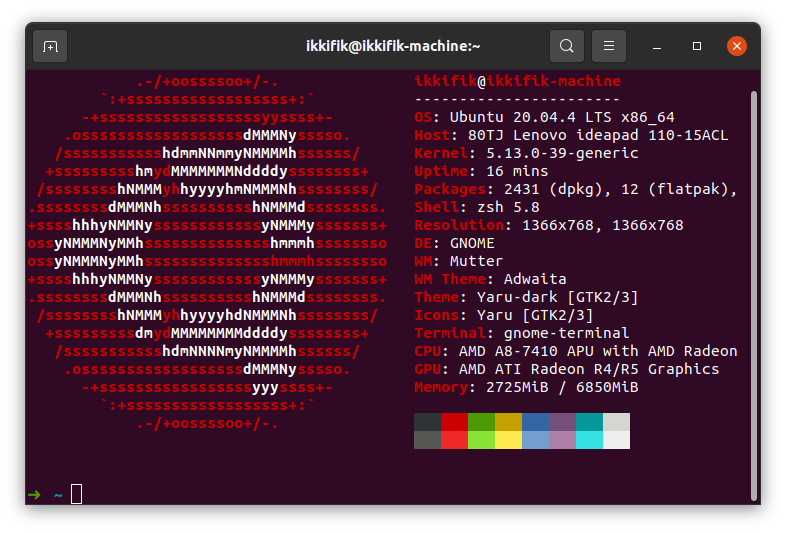 ikkifik@ikkifik-machine:~
.-/+oossssoo+/-.
`:+ssssssssssssssssss+:`
-+ssssssssssssssssssyyssss+-
.ossssssssssssssssssdMMMNysssso.
/ssssssssssshdmmNNmmyNMMMMhssssss/
+ssssssssshmydMMMMMMMNddddyssssssss+
/sssssssshNMMMyhhyyyyhmNMMMNhssssssss/
.ssssssssdMMMNhsssssssssshNMMMdssssssss.
+sssshhhyNMMNyssssssssssssyNMMMysssssss+
ossyNMMMNyMMhsssssssssssssshmmmhssssssso
ossyNMMMNyMMhsssssssssssssshmmmhssssssso
+sssshhhyNMMNyssssssssssssyNMMMysssssss+
.ssssssssdMMMNhsssssssssshNMMMdssssssss.
/sssssssshNMMMyhhyyyyhdNMMMNhssssssss/
+sssssssssdmydMMMMMMMMddddyssssssss+
/ssssssssssshdmNNNNmyNMMMMhssssss/
.ossssssssssssssssssdMMMNysssso.
-+sssssssssssssssssyyyssss+-
`:+ssssssssssssssssss+:`
.-/+oossssoo+/-.
ikkifik@ikkifik-machine
-----------------------
OS: Ubuntu 20.04.4 LTS x86_64
Host: 80TJ Lenovo ideapad 110-15ACL
Kernel: 5.13.0-39-generic
Uptime: 16 mins
Packages: 2431 (dpkg), 12 (flatpak),
Shell: zsh 5.8
Resolution: 1366x768, 1366x768
DE: GNOME
WM: Mutter
WM Theme: Adwaita
Theme: Yaru-dark [GTK2/3]
Icons: Yaru [GTK2/3]
Terminal: gnome-terminal
CPU: AMD A8-7410 APU with AMD Radeon
GPU: AMD ATI Radeon R4/R5 Graphics
Memory: 2725MiB / 6850MiB
➜ ~